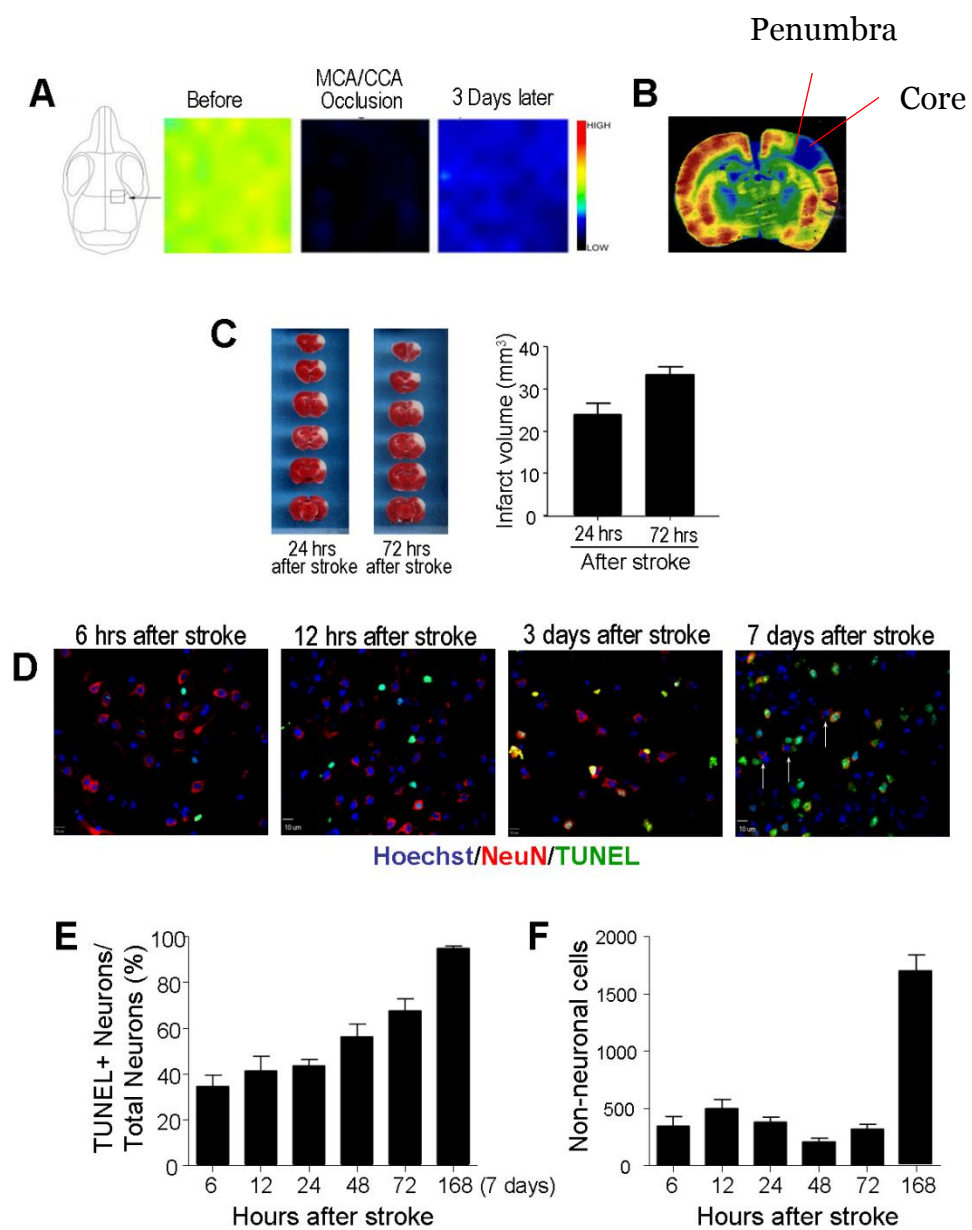 Penumbra
Core
A
Before
MCA/CCA
Occlusion
3 Days later
HIGH
LOW
B
C
24 hrs
after stroke
72 hrs
after stroke
Infarct volume (mm³)
40
30
20
10
0
24 hrs
72 hrs
After stroke
D
6 hrs after stroke
12 hrs after stroke
3 days after stroke
7 days after stroke
10 um
10 um
Hoechst/NeuN/TUNEL
E
TUNEL+ Neurons/
Total Neurons (%)
100
80
60
40
20
0
6
12
24
48
72
168 (7 days)
Hours after stroke
F
Non-neuronal cells
2000
1500
1000
500
0
6
12
24
48
72
168
Hours after stroke